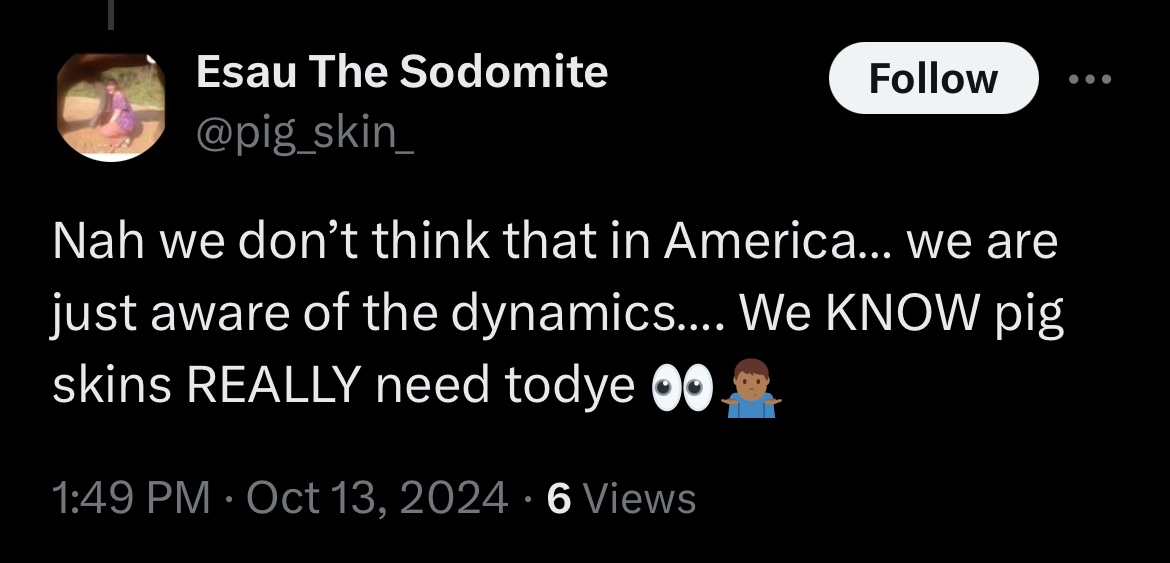 Esau The Sodomite
Follow
@pig_skin_
Nah we don’t think that in America... we are
just aware of the dynamics.... We KNOW pig
skins REALLY need todye 👀🤷🏾‍♂️
1:49 PM · Oct 13, 2024 · 6 Views